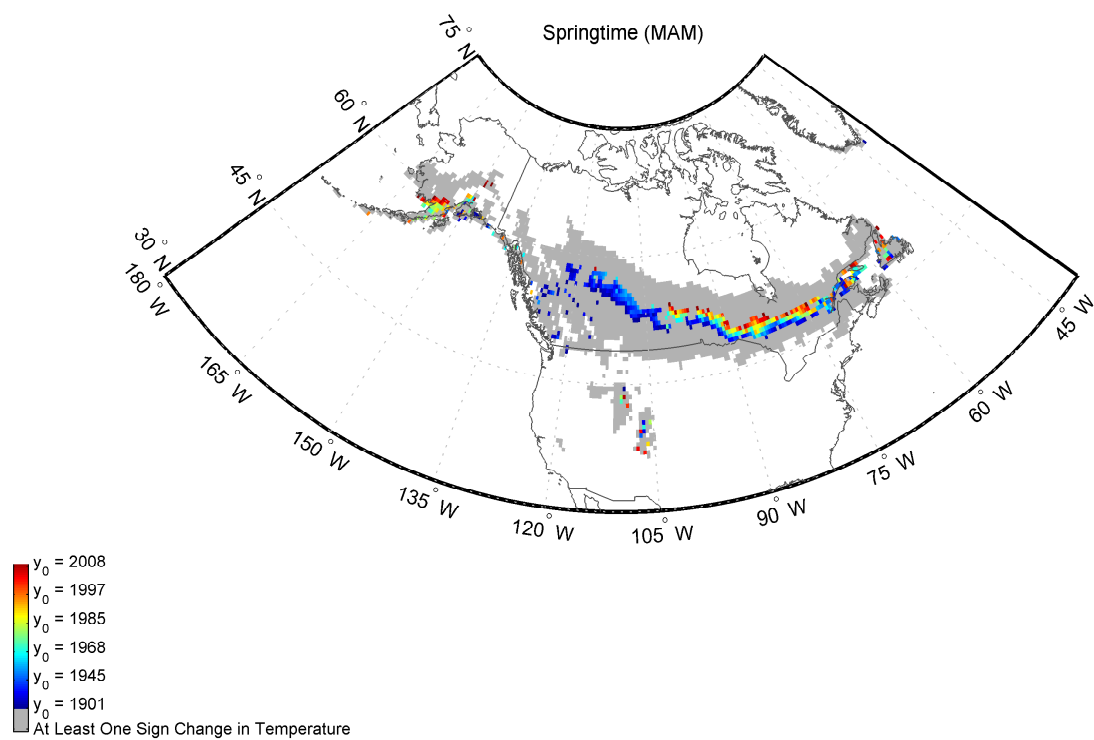 Springtime (MAM)
75° N
60° N
45° N
30° N
180° W
165° W
150° W
135° W
120° W
105° W
90° W
75° W
60° W
45° W
y₀ = 2008
y₀ = 1997
y₀ = 1985
y₀ = 1968
y₀ = 1945
y₀ = 1901
At Least One Sign Change in Temperature